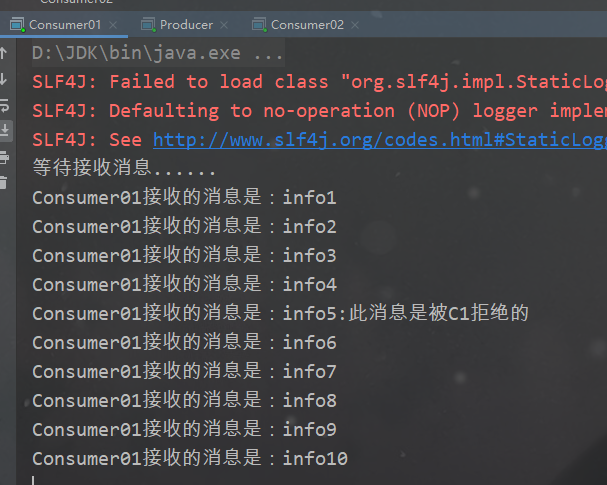 Consumer02
Consumer01 Producer Consumer02
D:\JDK\bin\java.exe ...
SLF4J: Failed to load class "org.slf4j.impl.StaticLog
SLF4J: Defaulting to no-operation (NOP) logger implem
SLF4J: See http://www.slf4j.org/codes.html#StaticLogg
等待接收消息......
Consumer01接收的消息是：info1
Consumer01接收的消息是：info2
Consumer01接收的消息是：info3
Consumer01接收的消息是：info4
Consumer01接收的消息是：info5:此消息是被C1拒绝的
Consumer01接收的消息是：info6
Consumer01接收的消息是：info7
Consumer01接收的消息是：info8
Consumer01接收的消息是：info9
Consumer01接收的消息是：info10